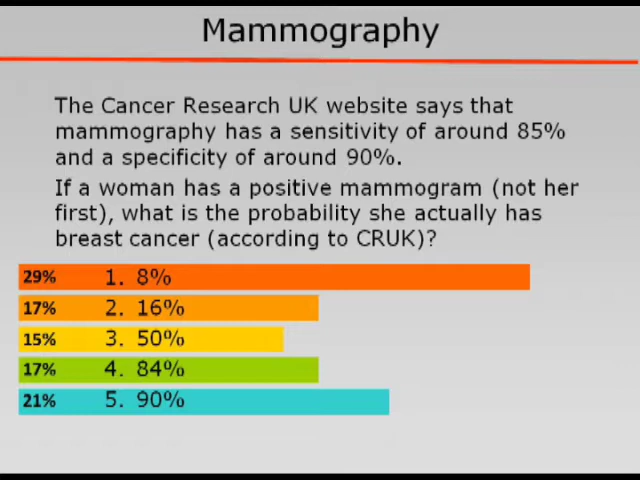 Mammography
The Cancer Research UK website says that
mammography has a sensitivity of around 85%
and a specificity of around 90%.
If a woman has a positive mammogram (not her
first), what is the probability she actually has
breast cancer (according to CRUK)?
29% 1. 8%
17% 2. 16%
15% 3. 50%
17% 4. 84%
21% 5. 90%